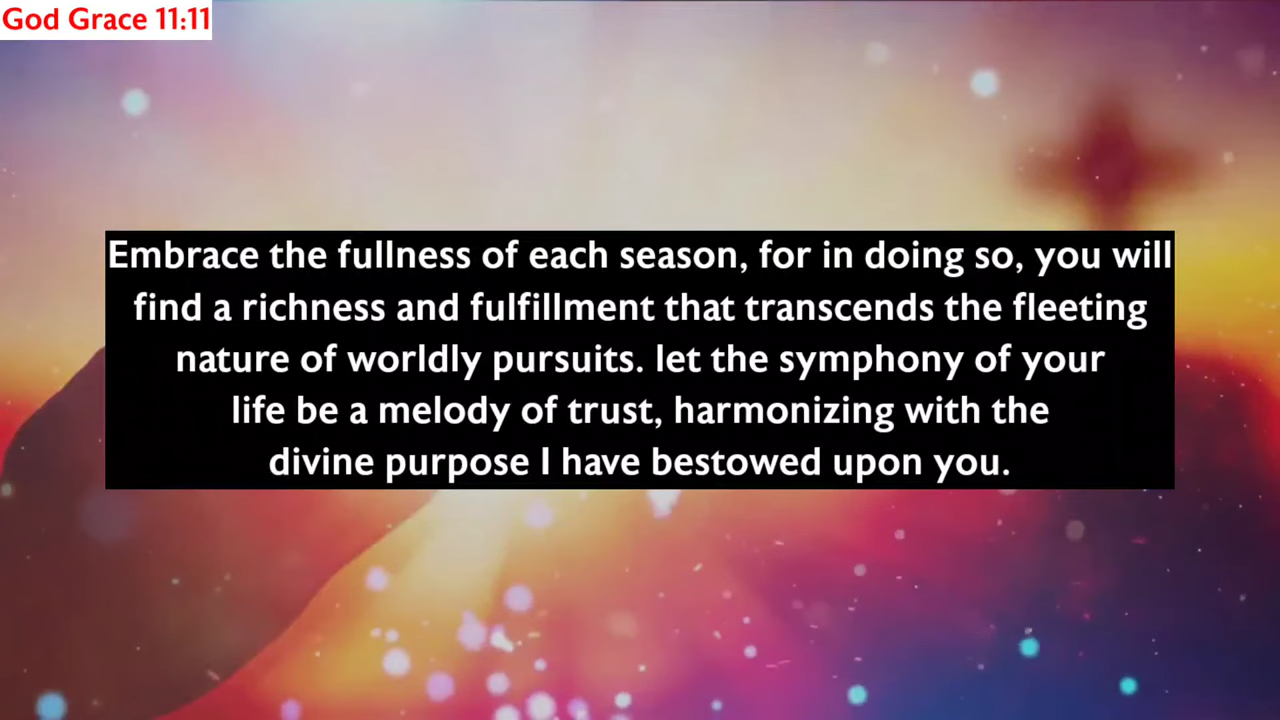 God Grace 11:11
Embrace the fullness of each season, for in doing so, you will
find a richness and fulfillment that transcends the fleeting
nature of worldly pursuits. let the symphony of your
life be a melody of trust, harmonizing with the
divine purpose I have bestowed upon you.